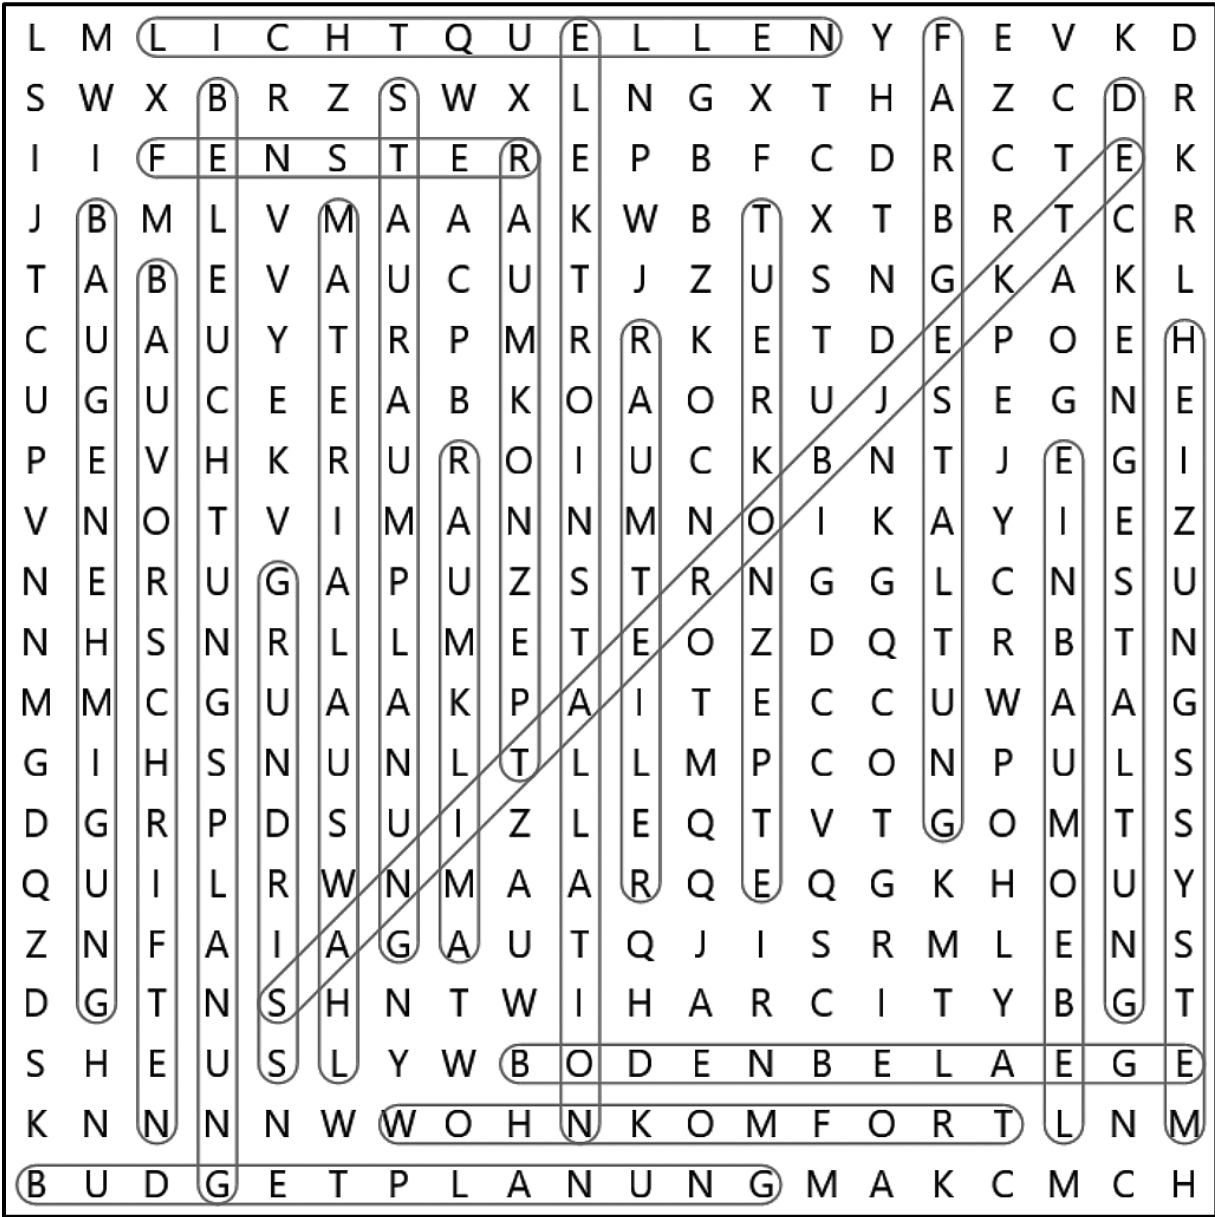 L M L I C H T Q U E L L E N Y F E V K D
S W X B R Z S W X L N G X T H A Z C D R
I I F E N S T E R E P B F C D R C T E K
J B M L V M A A A K W B T X T B R T C R
T A B E V A U C U T J Z U S N G K A K L
C U A U Y T R P M R R K E T D E P O E H
U G U C E E A B K O A O R U J S E G N E
P E V H K R U R O I U C K B N T J E G I
V N O T V I M A N N M N O I K A Y I E Z
N E R U G A P U Z S T R N G G L C N S U
N H S N R L L M E T E O Z D Q T R B T N
M M C G U A A K P A I T E C C U W A A G
G I H S N U N L T L L M P C O N P U L S
D G R P D S U I Z L E Q T V T G O M T S
Q U I L R W N M A A R Q E Q G K H O U Y
Z N F A I A G A U T Q J I S R M L E N S
D G T N S H N T W I H A R C I T Y B G T
S H E U S L Y W B O D E N B E L A E G E
K N N N N W W O H N K O M F O R T L N M
B U D G E T P L A N U N G M A K C M C H